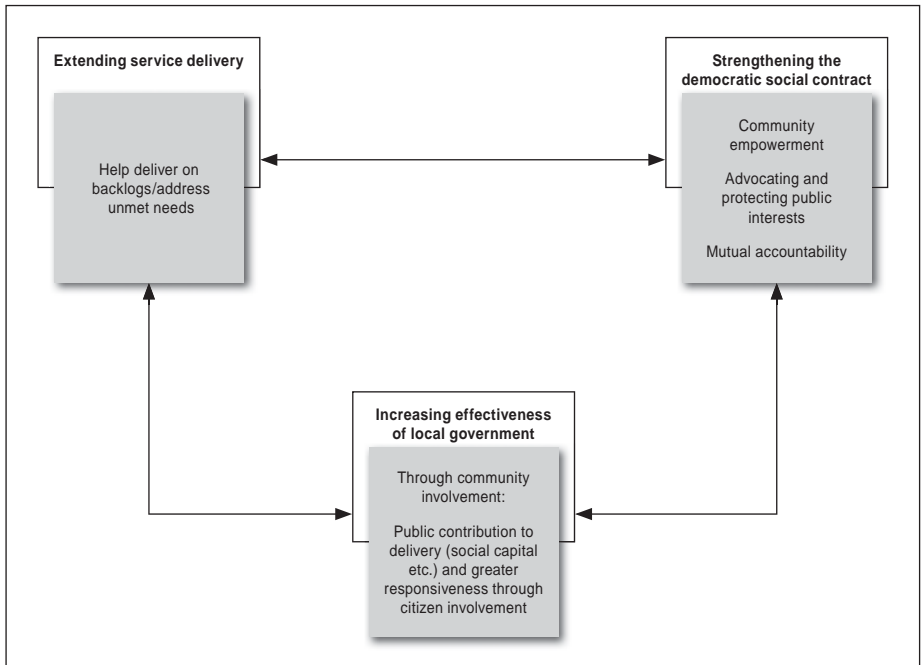 Extending service delivery
Help deliver on
backlogs/address
unmet needs
Strengthening the
democratic social contract
Community
empowerment
Advocating and
protecting public
interests
Mutual accountability
Increasing effectiveness
of local government
Through community
involvement:
Public contribution to
delivery (social capital
etc.) and greater
responsiveness through
citizen involvement